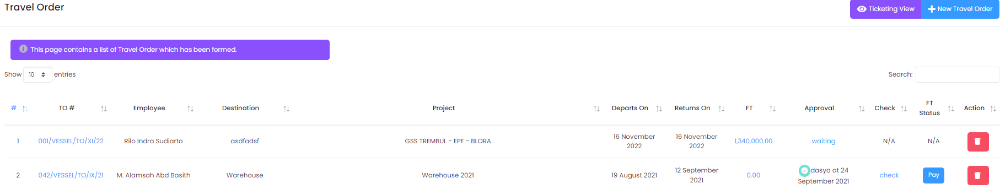 Travel Order
Ticketing View
New Travel Order
This page contains a list of Travel Order which has been formed.
Show 10 entries
Search:
# TO # Employee Destination Project Departs On Returns On FT Approval Check FT Status Action
1 001/VESSEL/TO/XI/22 Rilo Indra Sudiarto asdfadsf GSS TREMBUL - EPF - BLORA 16 November 2022 16 November 2022 1,340,000.00 waiting N/A N/A
2 042/VESSEL/TO/IX/21 M. Alamsah Abd Basith Warehouse Warehouse 2021 19 August 2021 12 September 2021 0.00 dasya at 24 September 2021 check Pay